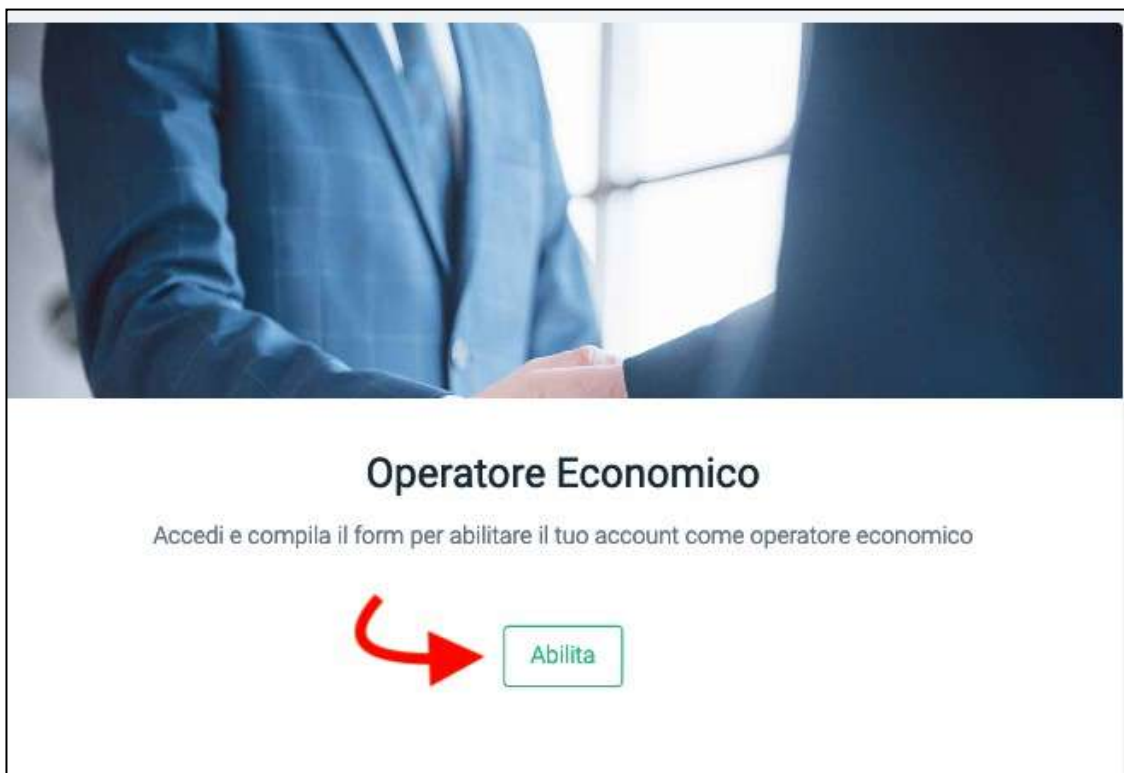 Operatore Economico
Accedi e compila il form per abilitare il tuo account come operatore economico
Abilita